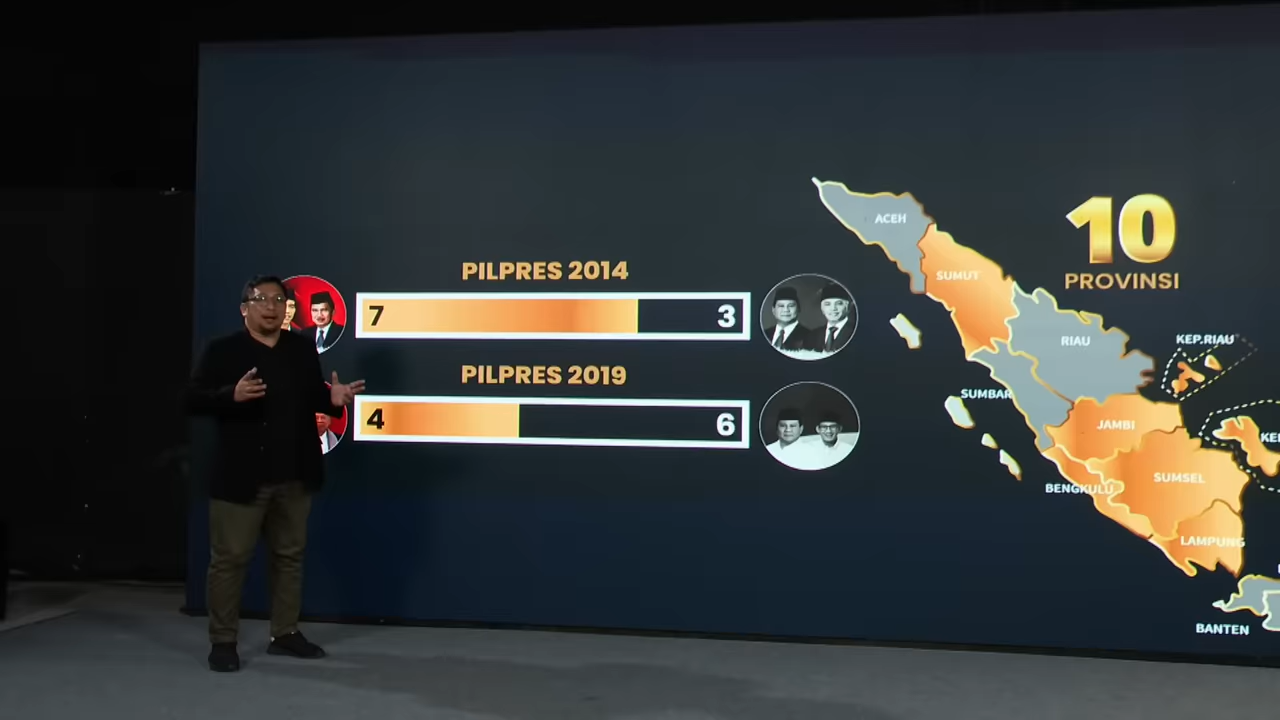 PILPRES 2014
7
3
PILPRES 2019
4
6
10
PROVINSI
ACEH
SUMUT
RIAU
KEP.RIAU
SUMBAR
JAMBI
SUMSEL
BENGKULU
LAMPUNG
BANTEN